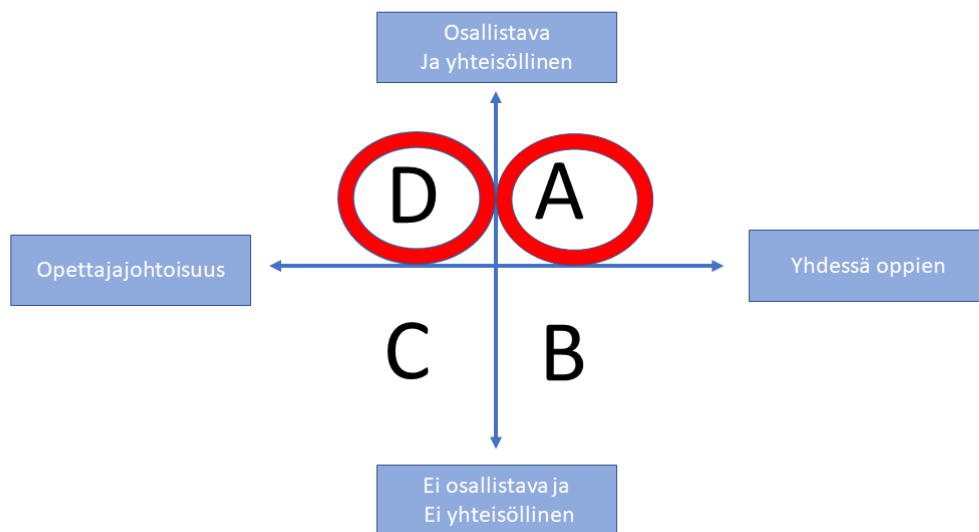 Osallistava
Ja yhteisöllinen
D
A
Opettajajohtoisuus
Yhdessä oppien
C
B
Ei osallistava ja
Ei yhteisöllinen